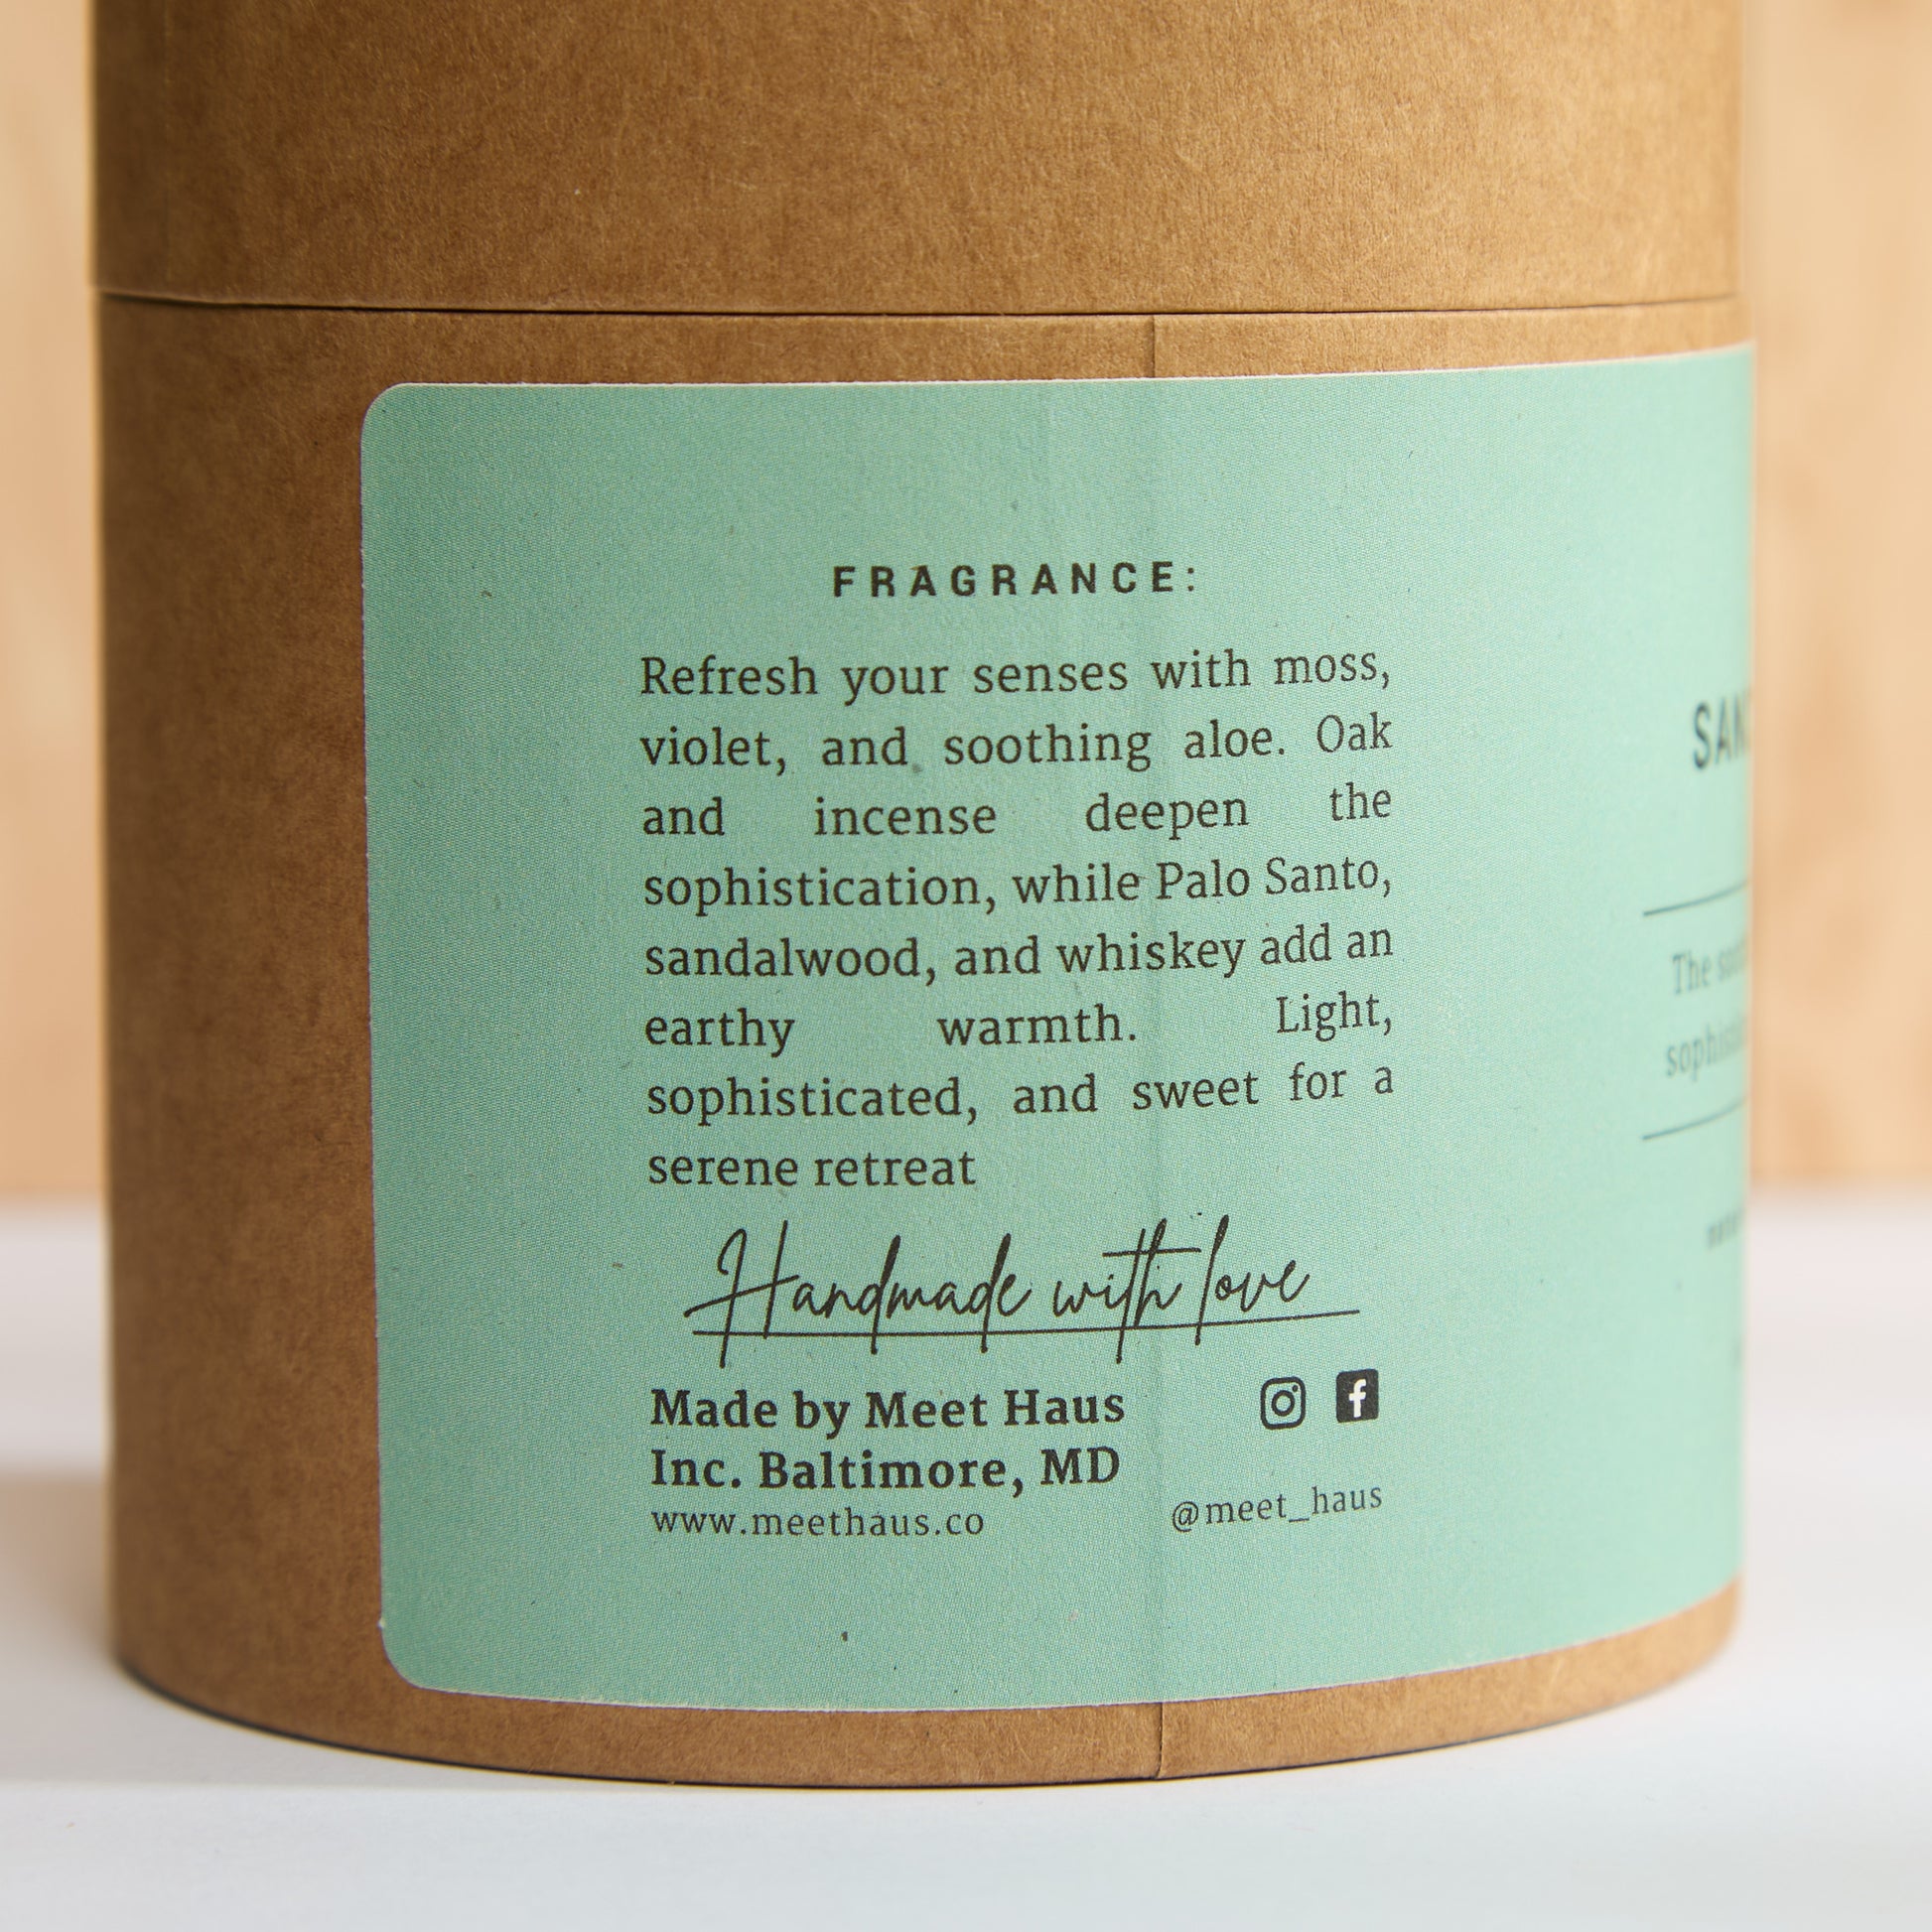 FRAGRANCE:
Refresh your senses with moss,
violet, and soothing aloe. Oak
and incense deepen the
sophistication, while Palo Santo,
sandalwood, and whiskey add an
earthy warmth. Light,
sophisticated, and sweet for a
serene retreat
Handmade with love
Made by Meet Haus
Inc. Baltimore, MD
www.meethaus.co
@meet_haus
The